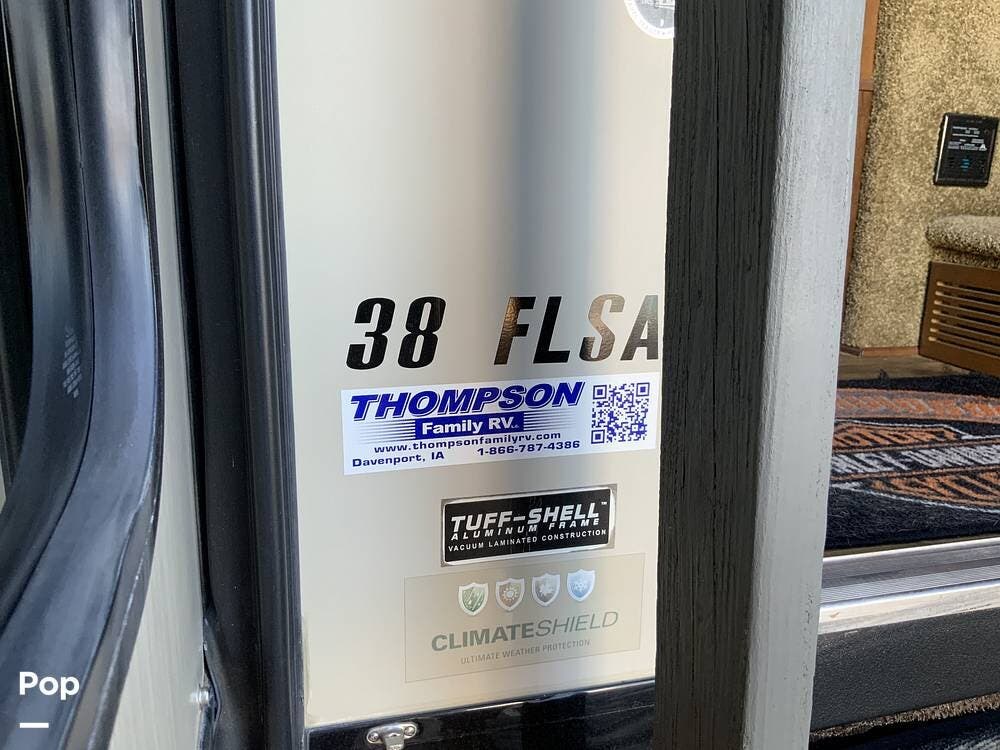 38 FLSA
THOMPSON
Family RV
www.thompsonfamilyrv.com
Davenport, IA 1-866-787-4386
TUFF-SHELL™
ALUMINUM FRAME
VACUUM LAMINATED CONSTRUCTION
CLIMATESHIELD
ULTIMATE WEATHER PROTECTION
Pop